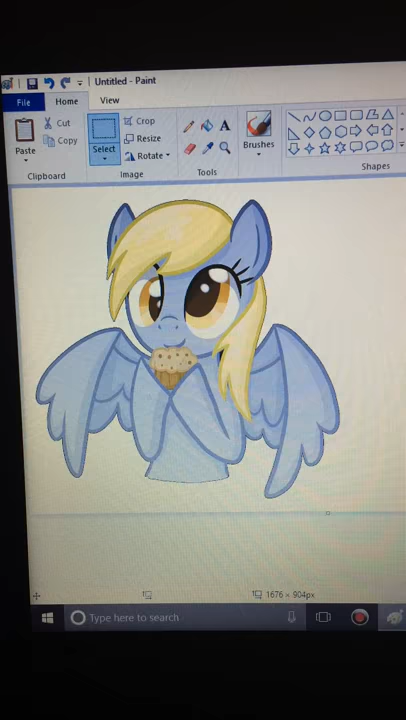 Untitled - Paint
File
Home
View
Paste
Cut
Copy
Clipboard
Select
Crop
Resize
Rotate
Image
Tools
Brushes
Shapes
1676 × 904px
Type here to search